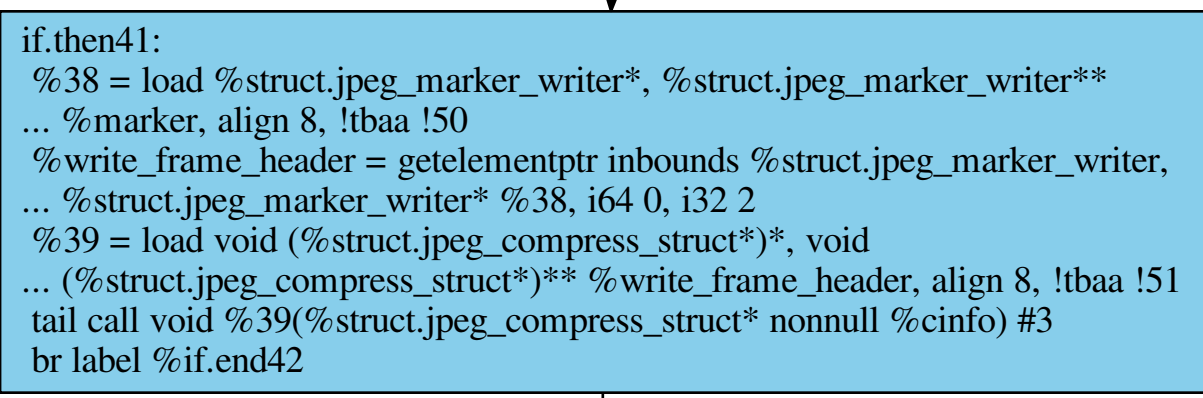 if.then41:
%38 = load %struct.jpeg_marker_writer*, %struct.jpeg_marker_writer**
... %marker, align 8, !tbaa !50
%write_frame_header = getelementptr inbounds %struct.jpeg_marker_writer,
... %struct.jpeg_marker_writer* %38, i64 0, i32 2
%39 = load void (%struct.jpeg_compress_struct*)*, void
... (%struct.jpeg_compress_struct*)** %write_frame_header, align 8, !tbaa !51
tail call void %39(%struct.jpeg_compress_struct* nonnull %cinfo) #3
br label %if.end42